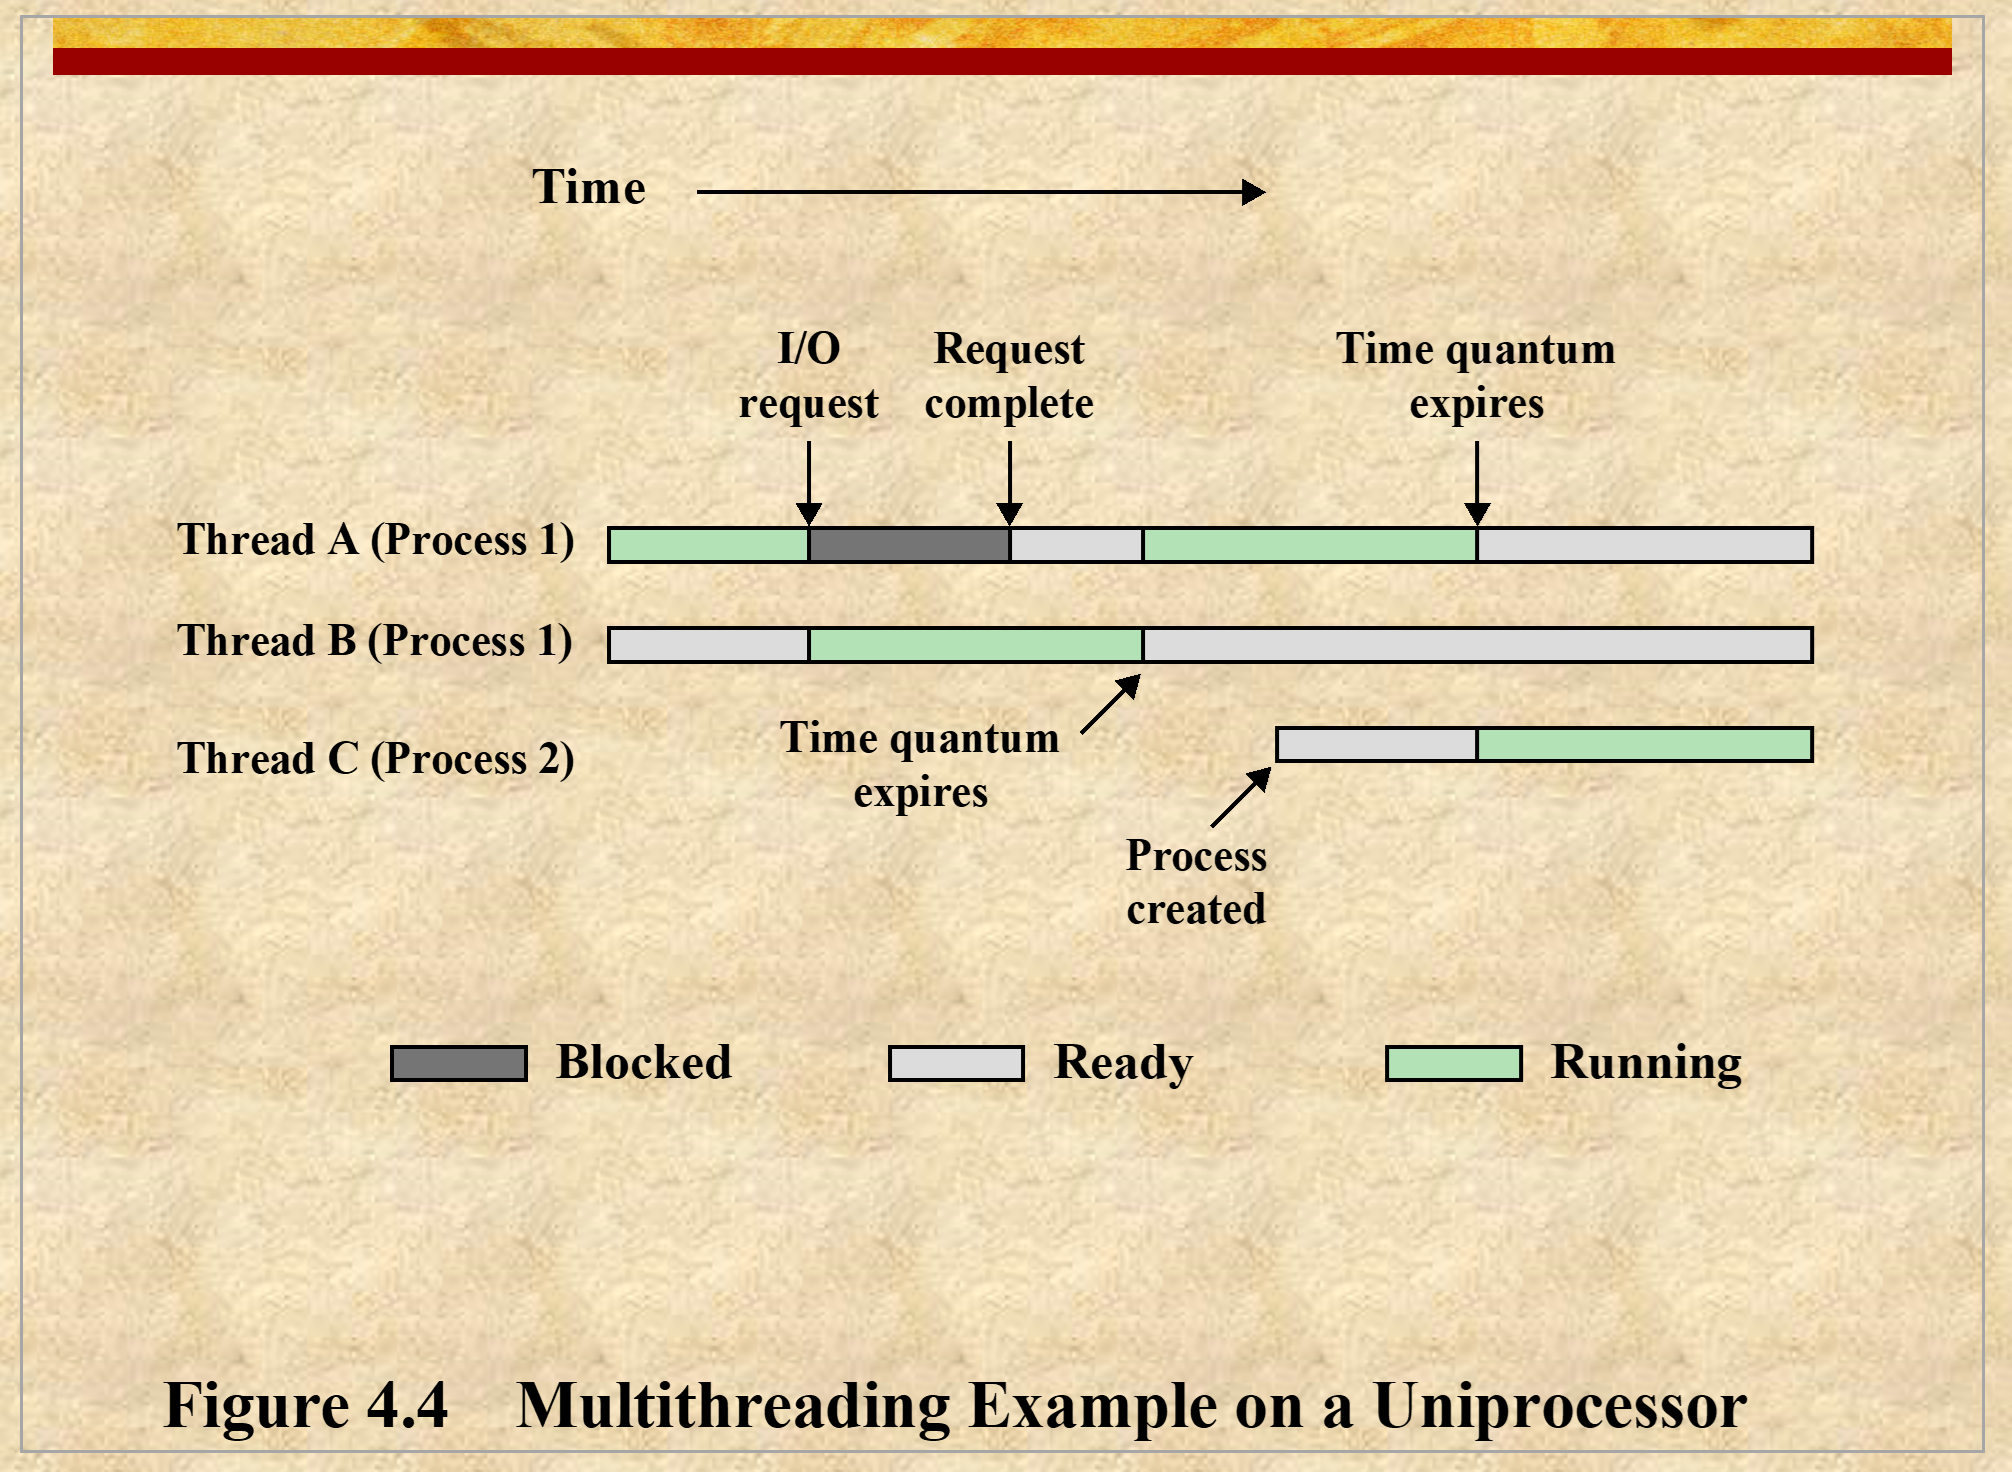 Time
I/O
request
Request
complete
Time quantum
expires
Thread A (Process 1)
Thread B (Process 1)
Thread C (Process 2)
Time quantum
expires
Process
created
Blocked
Ready
Running
Figure 4.4 Multithreading Example on a Uniprocessor